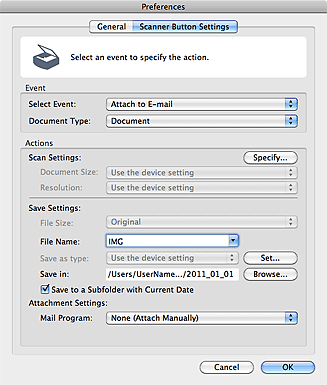 Preferences
General Scanner Button Settings
Select an event to specify the action.
Event
Select Event: Attach to E-mail
Document Type: Document
Actions
Scan Settings: Specify...
Document Size: Use the device setting
Resolution: Use the device setting
Save Settings:
File Size: Original
File Name: IMG
Save as type: Use the device setting Set...
Save in: /Users/UserName.../2011_01_01 Browse...
Save to a Subfolder with Current Date
Attachment Settings:
Mail Program: None (Attach Manually)
Cancel OK